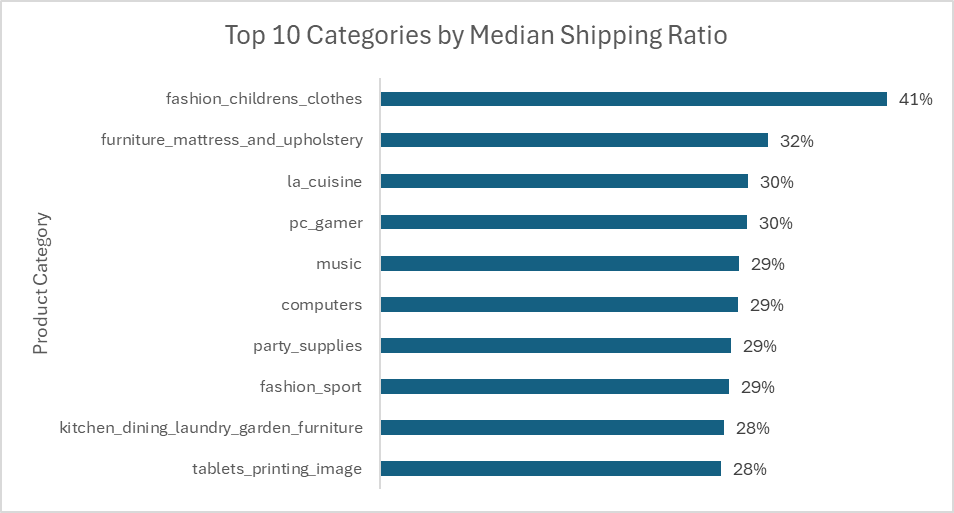 Top 10 Categories by Median Shipping Ratio
Product Category
fashion_childrens_clothes 41%
furniture_mattress_and_upholstery 32%
la_cuisine 30%
pc_gamer 30%
music 29%
computers 29%
party_supplies 29%
fashion_sport 29%
kitchen_dining_laundry_garden_furniture 28%
tablets_printing_image 28%